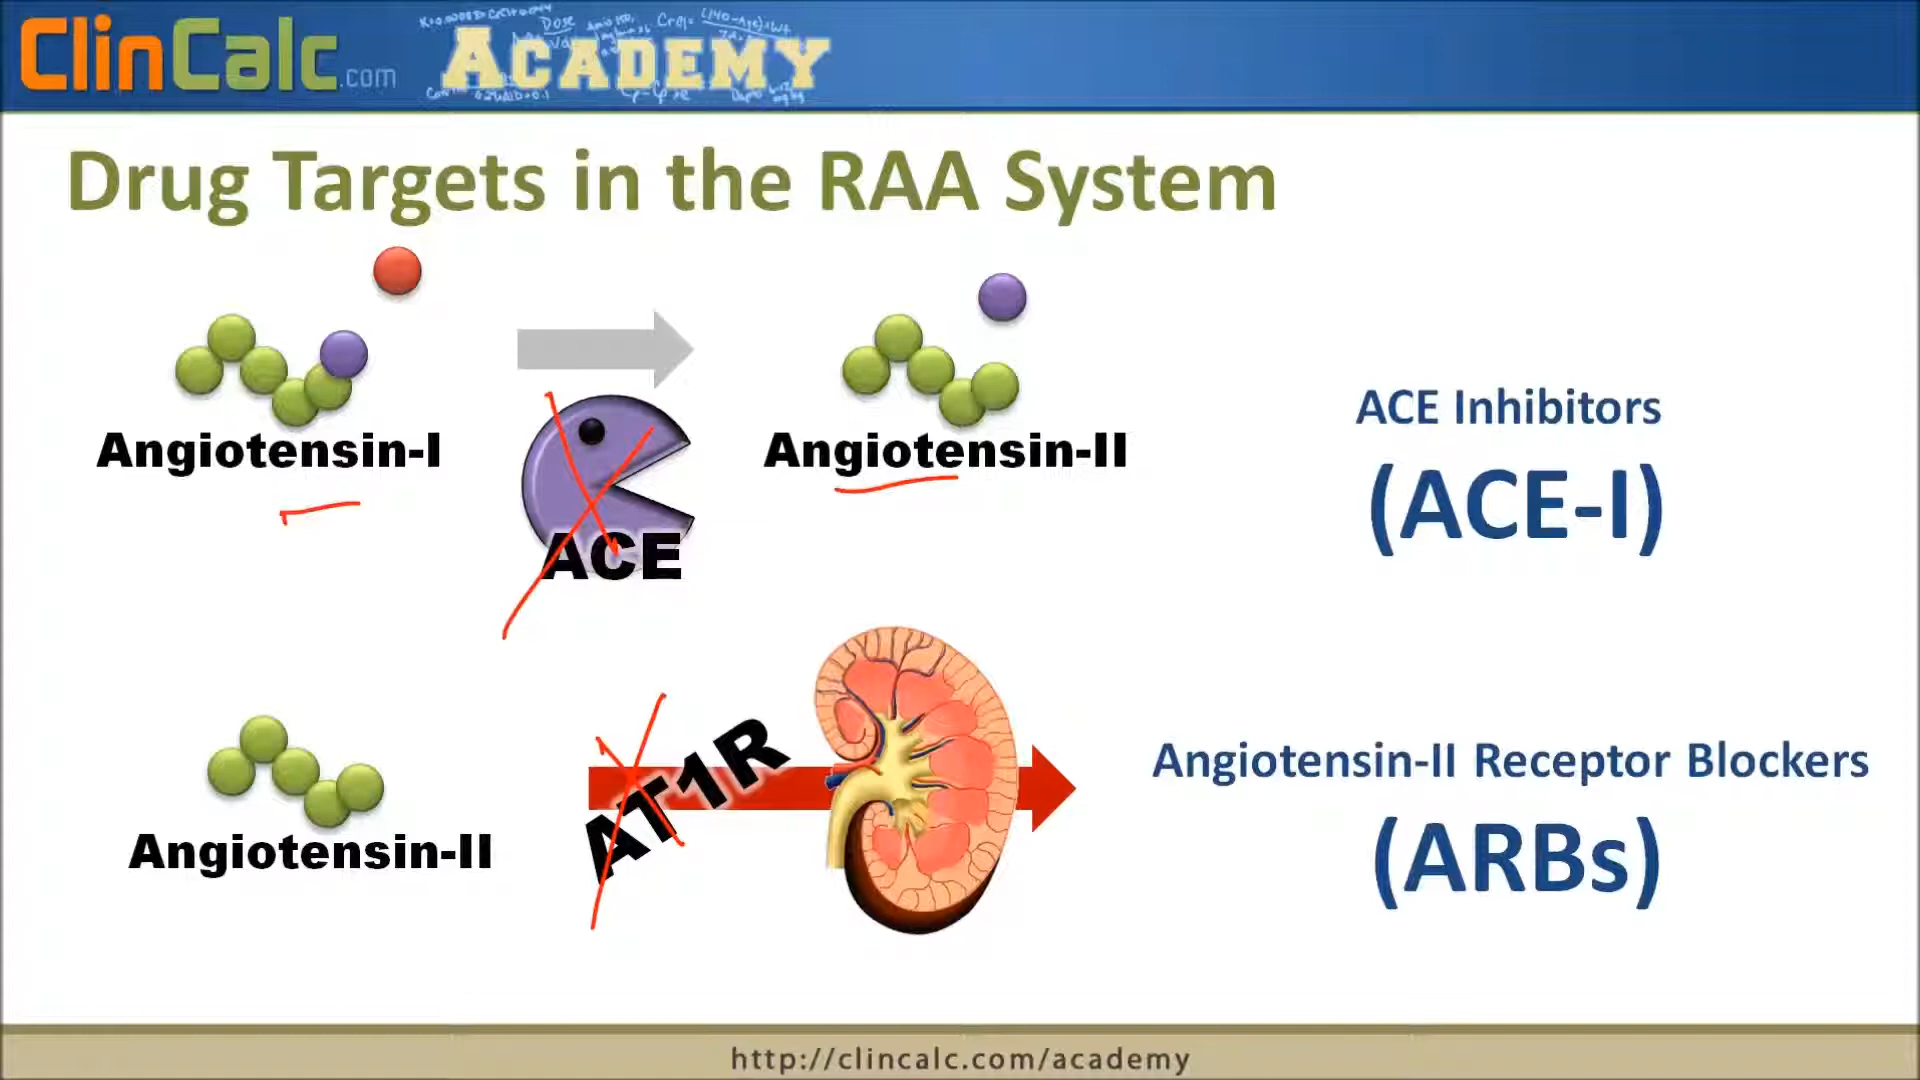 ClinCalc.com ACADEMY
Drug Targets in the RAA System
Angiotensin-I
ACE
Angiotensin-II
ACE Inhibitors
(ACE-I)
Angiotensin-II
AT1R
Angiotensin-II Receptor Blockers
(ARBs)
http://clincalc.com/academy